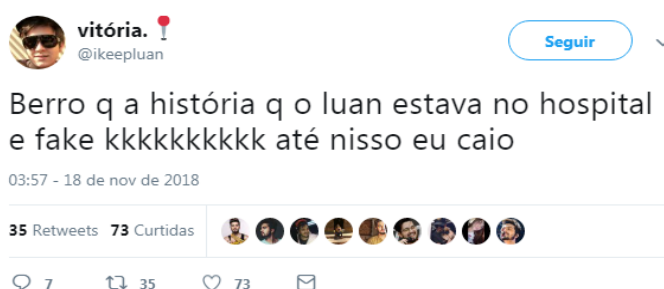 vitória.📍
@ikeepluan
Seguir
Berro q a história q o luan estava no hospital
e fake kkkkkkkkkk até nisso eu caio
03:57 - 18 de nov de 2018
35 Retweets 73 Curtidas
7 35 73